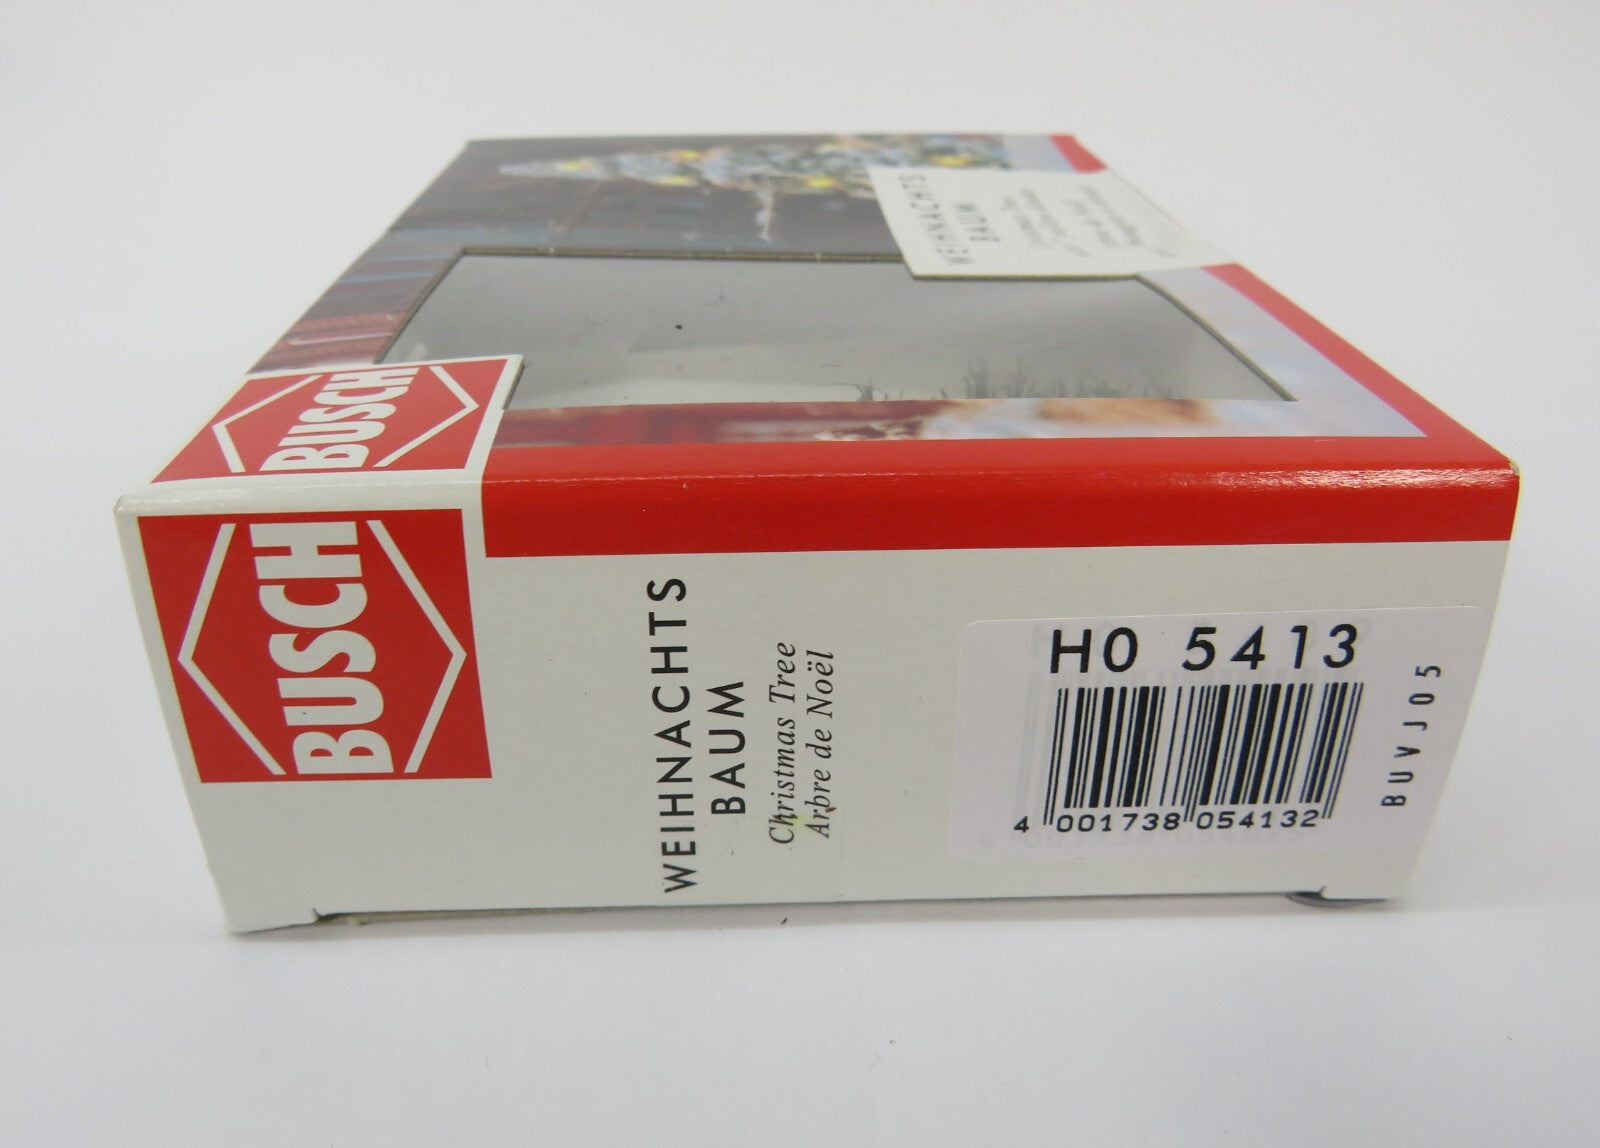 WEIHNACHTS
BAUM
BUSCH
BUSCH
WEIHNACHTS
BAUM
Christmas Tree
Arbre de Noël
H0 5413
4 001738 054132
BUVJ05